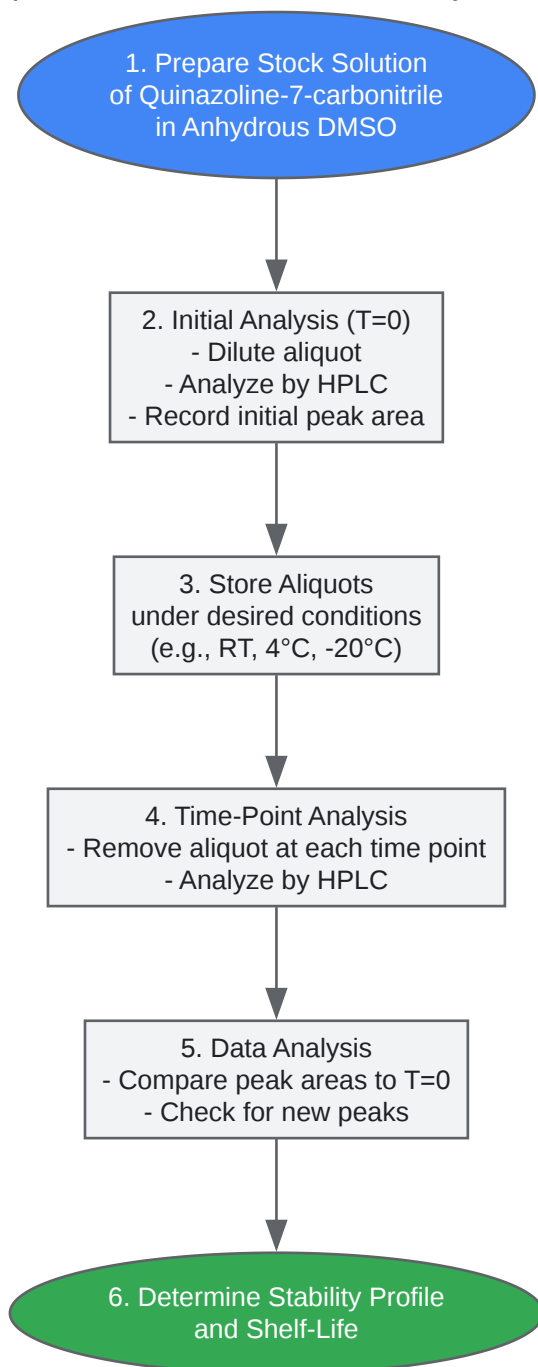 1. Prepare Stock Solution
of Quinazoline-7-carbonitrile
in Anhydrous DMSO
2. Initial Analysis (T=0)
- Dilute aliquot
- Analyze by HPLC
- Record initial peak area
3. Store Aliquots
under desired conditions
(e.g., RT, 4°C, -20°C)
4. Time-Point Analysis
- Remove aliquot at each time point
- Analyze by HPLC
5. Data Analysis
- Compare peak areas to T=0
- Check for new peaks
6. Determine Stability Profile
and Shelf-Life